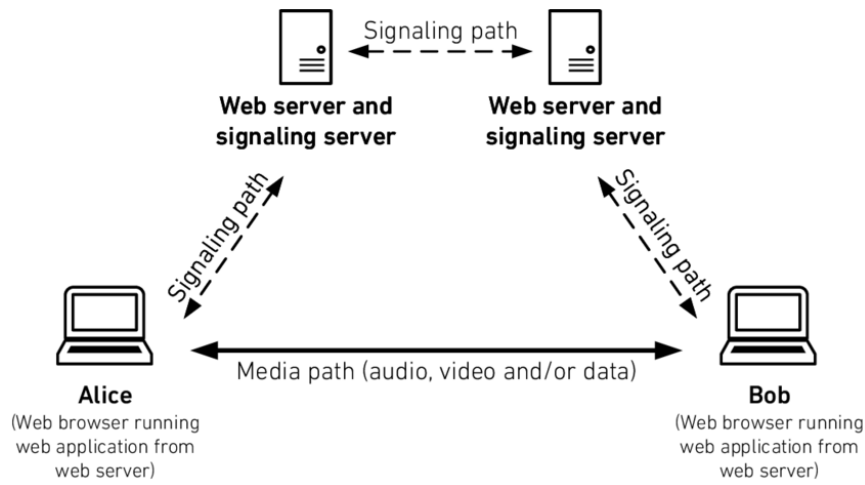 Signaling path
Web server and
signaling server
Web server and
signaling server
Signaling path
Signaling path
Media path (audio, video and/or data)
Alice
(Web browser running
web application from
web server)
Bob
(Web browser running
web application from
web server)